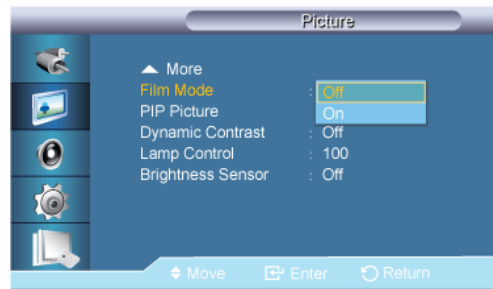 Picture
More
Film Mode : Off
PIP Picture On
Dynamic Contrast : Off
Lamp Control : 100
Brightness Sensor : Off
Move Enter Return